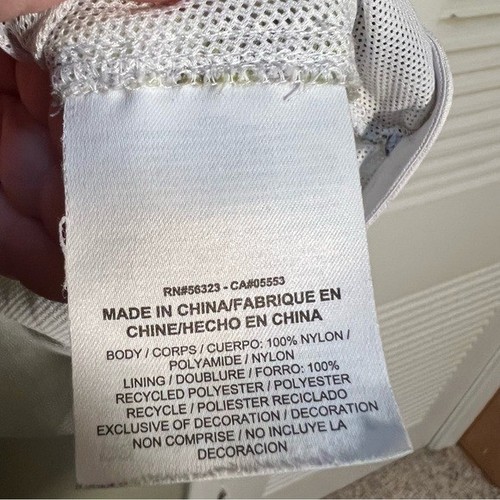 RN#56323 - CA#05553
MADE IN CHINA/FABRIQUE EN
CHINE/HECHO EN CHINA
BODY / CORPS / CUERPO: 100% NYLON /
POLYAMIDE / NYLON
LINING / DOUBLURE / FORRO: 100%
RECYCLED POLYESTER / POLYESTER
RECYCLE / POLIESTER RECICLADO
EXCLUSIVE OF DECORATION / DECORATION
NON COMPRISE / NO INCLUYE LA
DECORACION